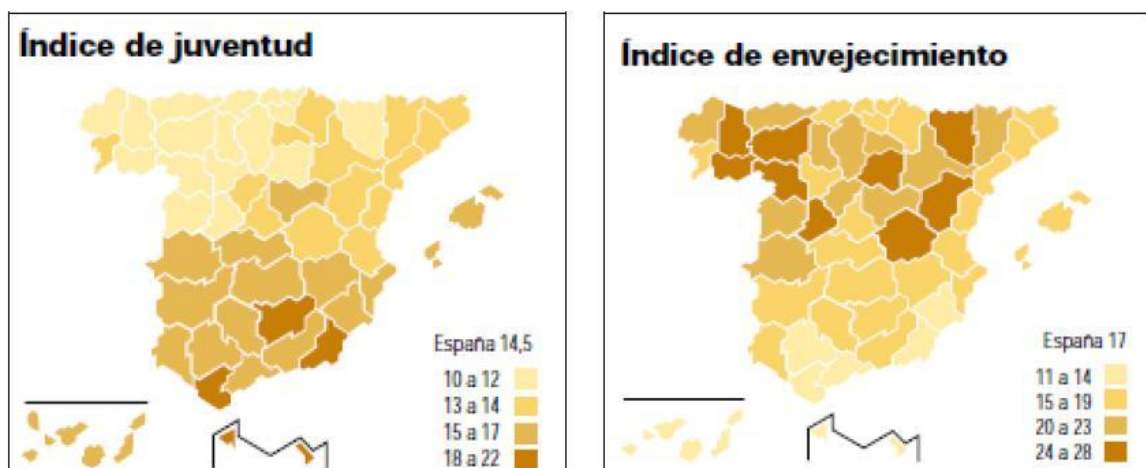 Índice de juventud
España 14,5
10 a 12
13 a 14
15 a 17
18 a 22
Índice de envejecimiento
España 17
11 a 14
15 a 19
20 a 23
24 a 28